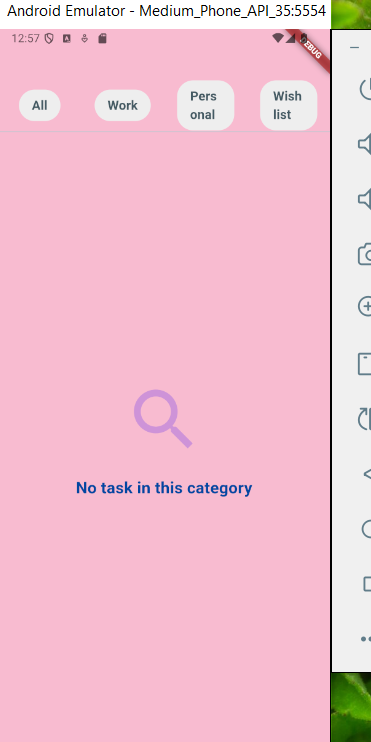 Android Emulator - Medium_Phone_API_35:5554
12:57
DEBUG
All
Work
Pers
onal
Wish
list
No task in this category